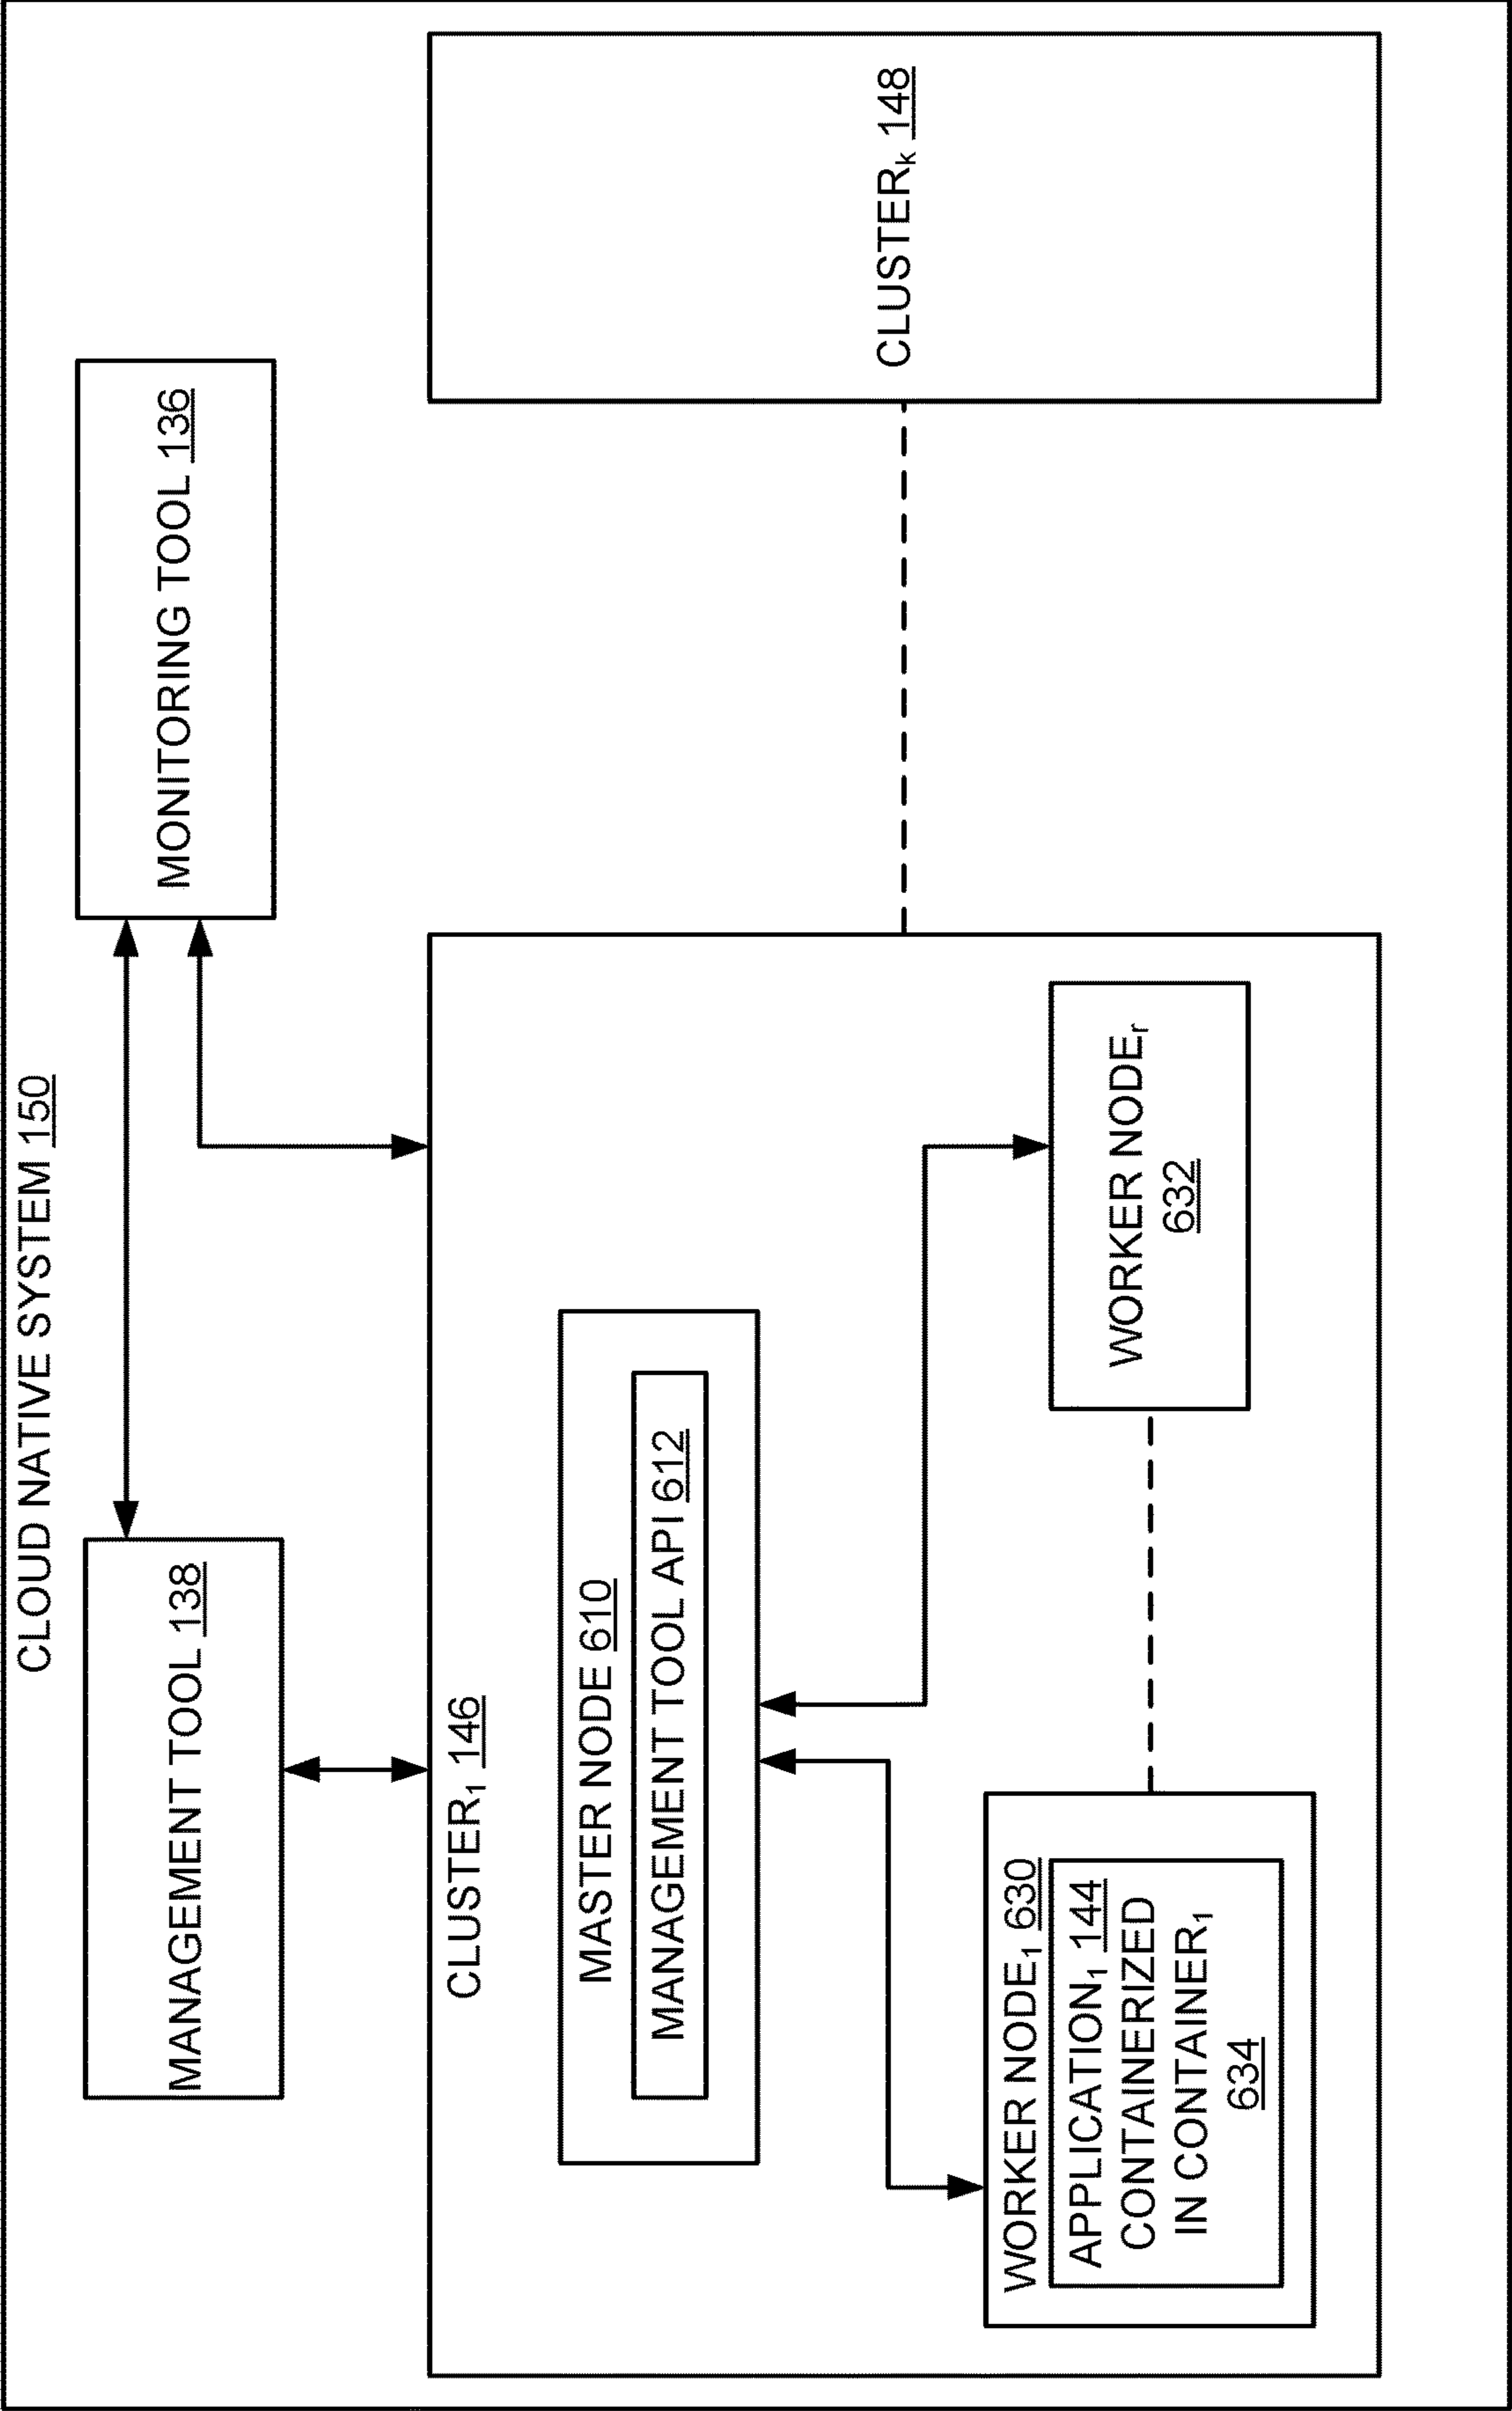 CLOUD NATIVE SYSTEM 150
MANAGEMENT TOOL 138
MONITORING TOOL 136
CLUSTER₁ 146
MASTER NODE 610
MANAGEMENT TOOL API 612
WORKER NODE₁ 630
APPLICATION₁ 144
CONTAINERIZED
IN CONTAINER₁
634
WORKER NODEᵣ
632
CLUSTERₖ 148